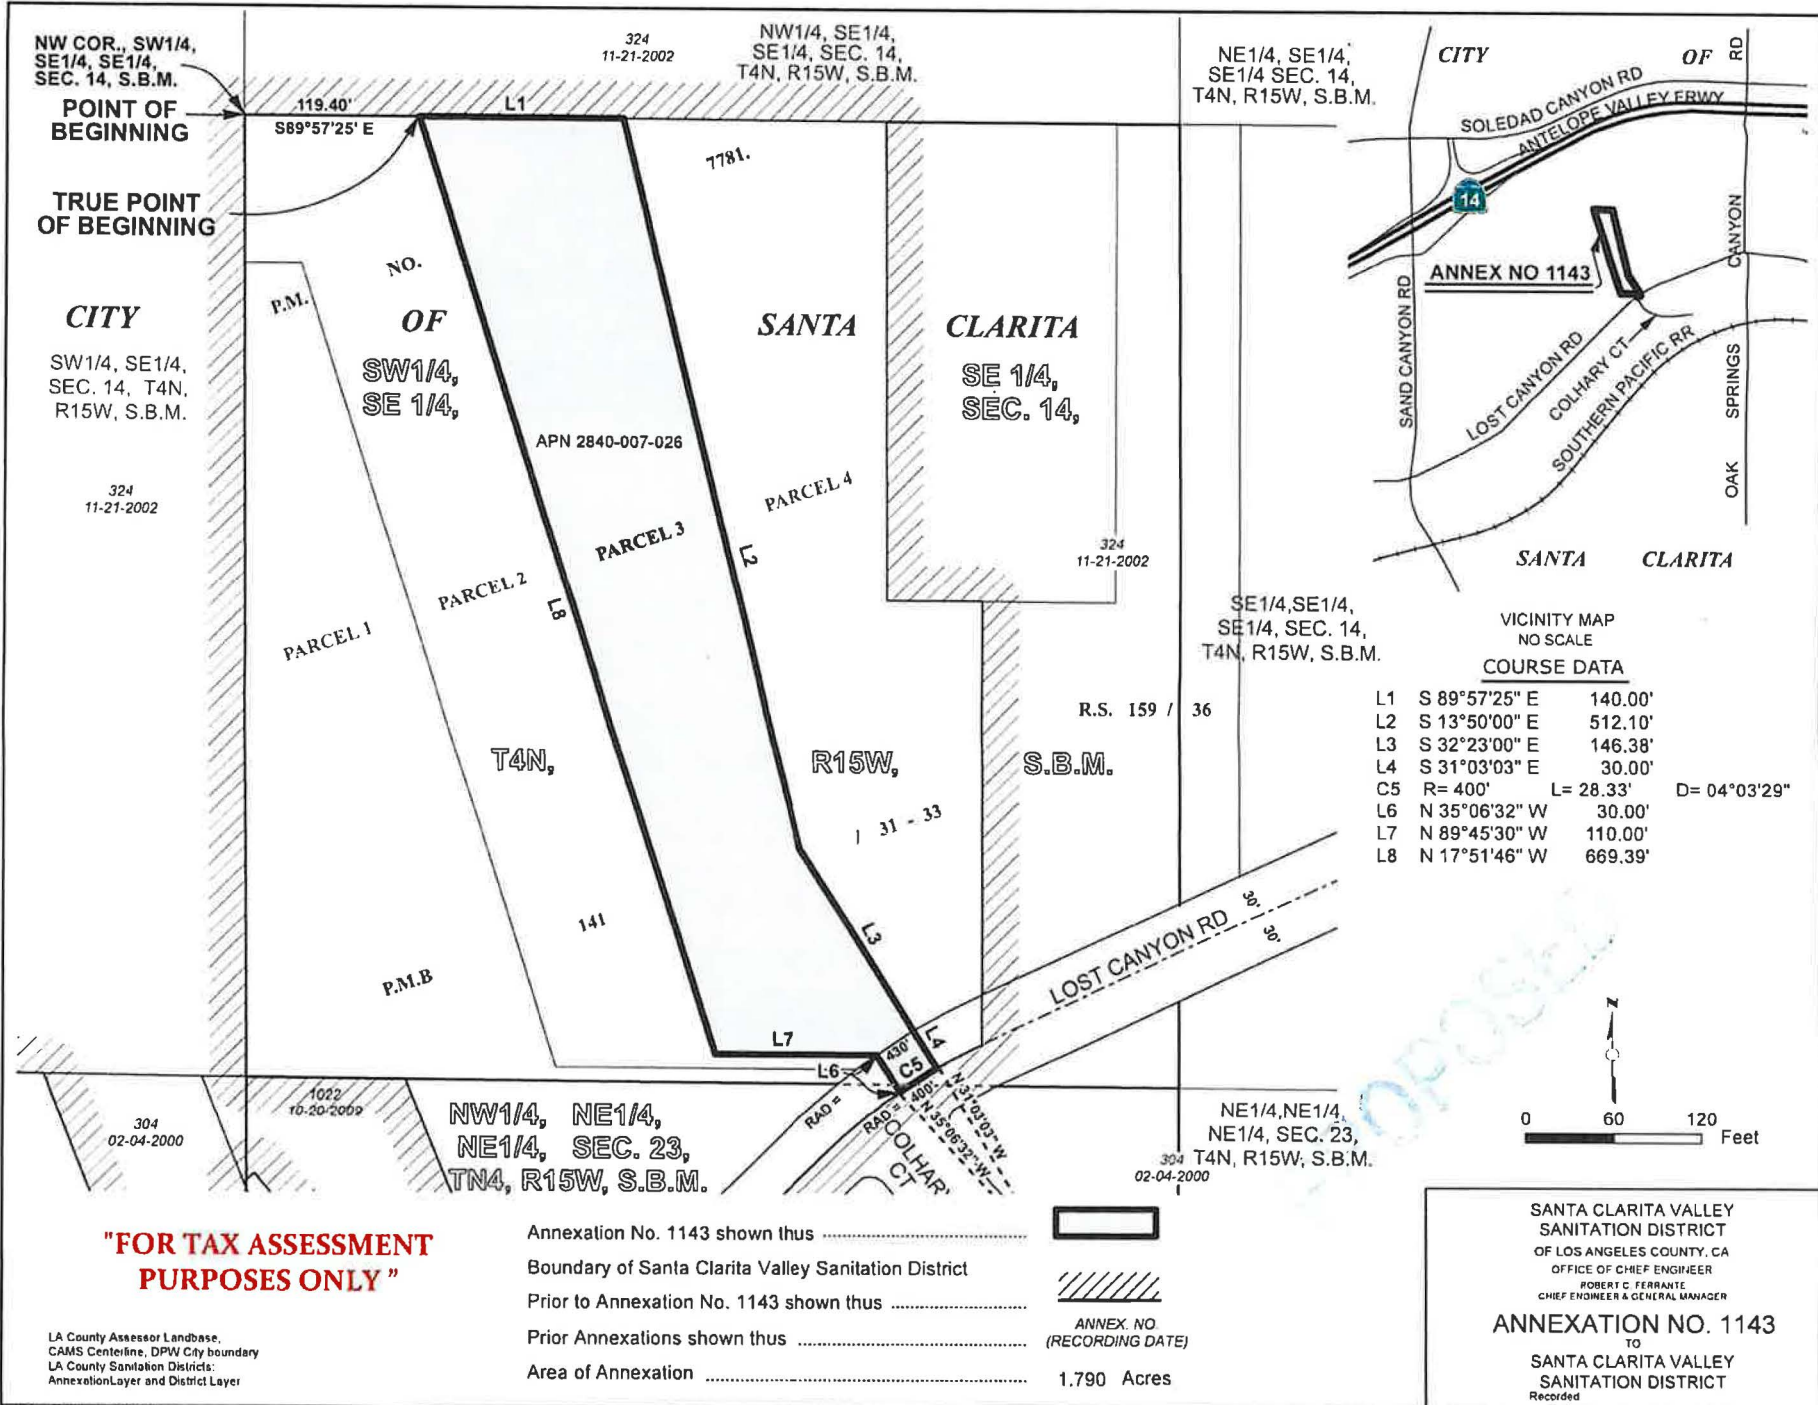 NW COR., SW1/4,
SE1/4, SE1/4,
SEC. 14, S.B.M.
POINT OF
BEGINNING
TRUE POINT
OF BEGINNING
119.40'
S89°57'25" E
L1
324
11-21-2002
NW1/4, SE1/4,
SE1/4, SEC. 14,
T4N, R15W, S.B.M.
NE1/4, SE1/4,
SE1/4 SEC. 14,
T4N, R15W, S.B.M.
7781.
NO.
P.M.
CITY
OF
SANTA
CLARITA
SW1/4, SE1/4,
SEC. 14, T4N,
R15W, S.B.M.
SW1/4,
SE 1/4,
SE 1/4,
SEC. 14,
APN 2840-007-026
324
11-21-2002
PARCEL 4
PARCEL 3
L2
PARCEL 2
L8
PARCEL 1
324
11-21-2002
SE1/4,SE1/4,
SE1/4, SEC. 14,
T4N, R15W, S.B.M.
R.S. 159 / 36
T4N,
R15W,
S.B.M.
/ 31 - 33
141
P.M.B
L3
LOST CANYON RD
30'
30'
L7
L4
L6
430'
C5
RAD =
RAD = 400'
N 31°03'03" W
N 35°06'32" W
COLHARY
CT
304
02-04-2000
1022
10-20-2009
NW1/4, NE1/4,
NE1/4, SEC. 23,
TN4, R15W, S.B.M.
NE1/4,NE1/4,
NE1/4, SEC. 23,
T4N, R15W, S.B.M.
304
02-04-2000
CITY
OF
RD
SOLEDAD CANYON RD
ANTELOPE VALLEY FRWY
14
CANYON
ANNEX NO 1143
SAND CANYON RD
LOST CANYON RD
COLHARY CT
SOUTHERN PACIFIC RR
SPRINGS
OAK
SANTA
CLARITA
VICINITY MAP
NO SCALE
COURSE DATA
L1 S 89°57'25" E 140.00'
L2 S 13°50'00" E 512.10'
L3 S 32°23'00" E 146.38'
L4 S 31°03'03" E 30.00'
C5 R= 400' L= 28.33' D= 04°03'29"
L6 N 35°06'32" W 30.00'
L7 N 89°45'30" W 110.00'
L8 N 17°51'46" W 669.39'
N
0 60 120
Feet
"FOR TAX ASSESSMENT
PURPOSES ONLY "
LA County Assessor Landbase,
CAMS Centerline, DPW City boundary
LA County Sanitation Districts:
AnnexationLayer and District Layer
Annexation No. 1143 shown thus
Boundary of Santa Clarita Valley Sanitation District
Prior to Annexation No. 1143 shown thus
Prior Annexations shown thus
ANNEX. NO.
(RECORDING DATE)
Area of Annexation
1.790 Acres
SANTA CLARITA VALLEY
SANITATION DISTRICT
OF LOS ANGELES COUNTY, CA
OFFICE OF CHIEF ENGINEER
ROBERT C. FERRANTE
CHIEF ENGINEER & GENERAL MANAGER
ANNEXATION NO. 1143
TO
SANTA CLARITA VALLEY
SANITATION DISTRICT
Recorded